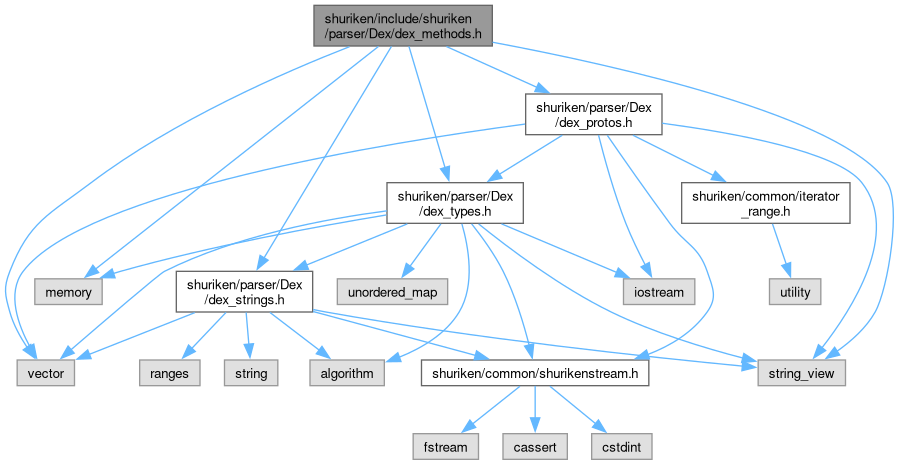 shuriken/include/shuriken
/parser/Dex/dex_methods.h
shuriken/parser/Dex
/dex_protos.h
shuriken/parser/Dex
/dex_types.h
shuriken/common/iterator
_range.h
memory
shuriken/parser/Dex
/dex_strings.h
unordered_map
iostream
utility
vector
ranges
string
algorithm
shuriken/common/shurikenstream.h
string_view
fstream
cassert
cstdint